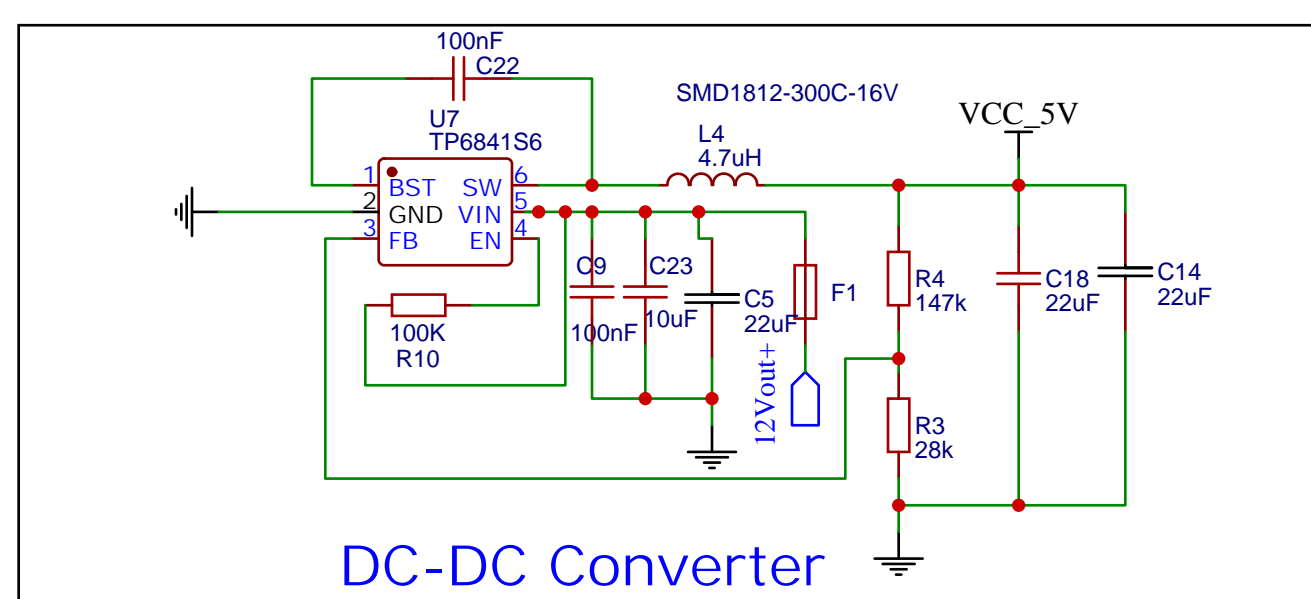 100nF
C22
SMD1812-300C-16V
VCC_5V
U7
TP6841S6
L4
4.7uH
1 BST SW 6
2 GND VIN 5
3 FB EN 4
C9
100nF
C23
10uF
C5
22uF
F1
R4
147k
C18
22uF
C14
22uF
100K
R10
12Vout+
R3
28k
DC-DC Converter